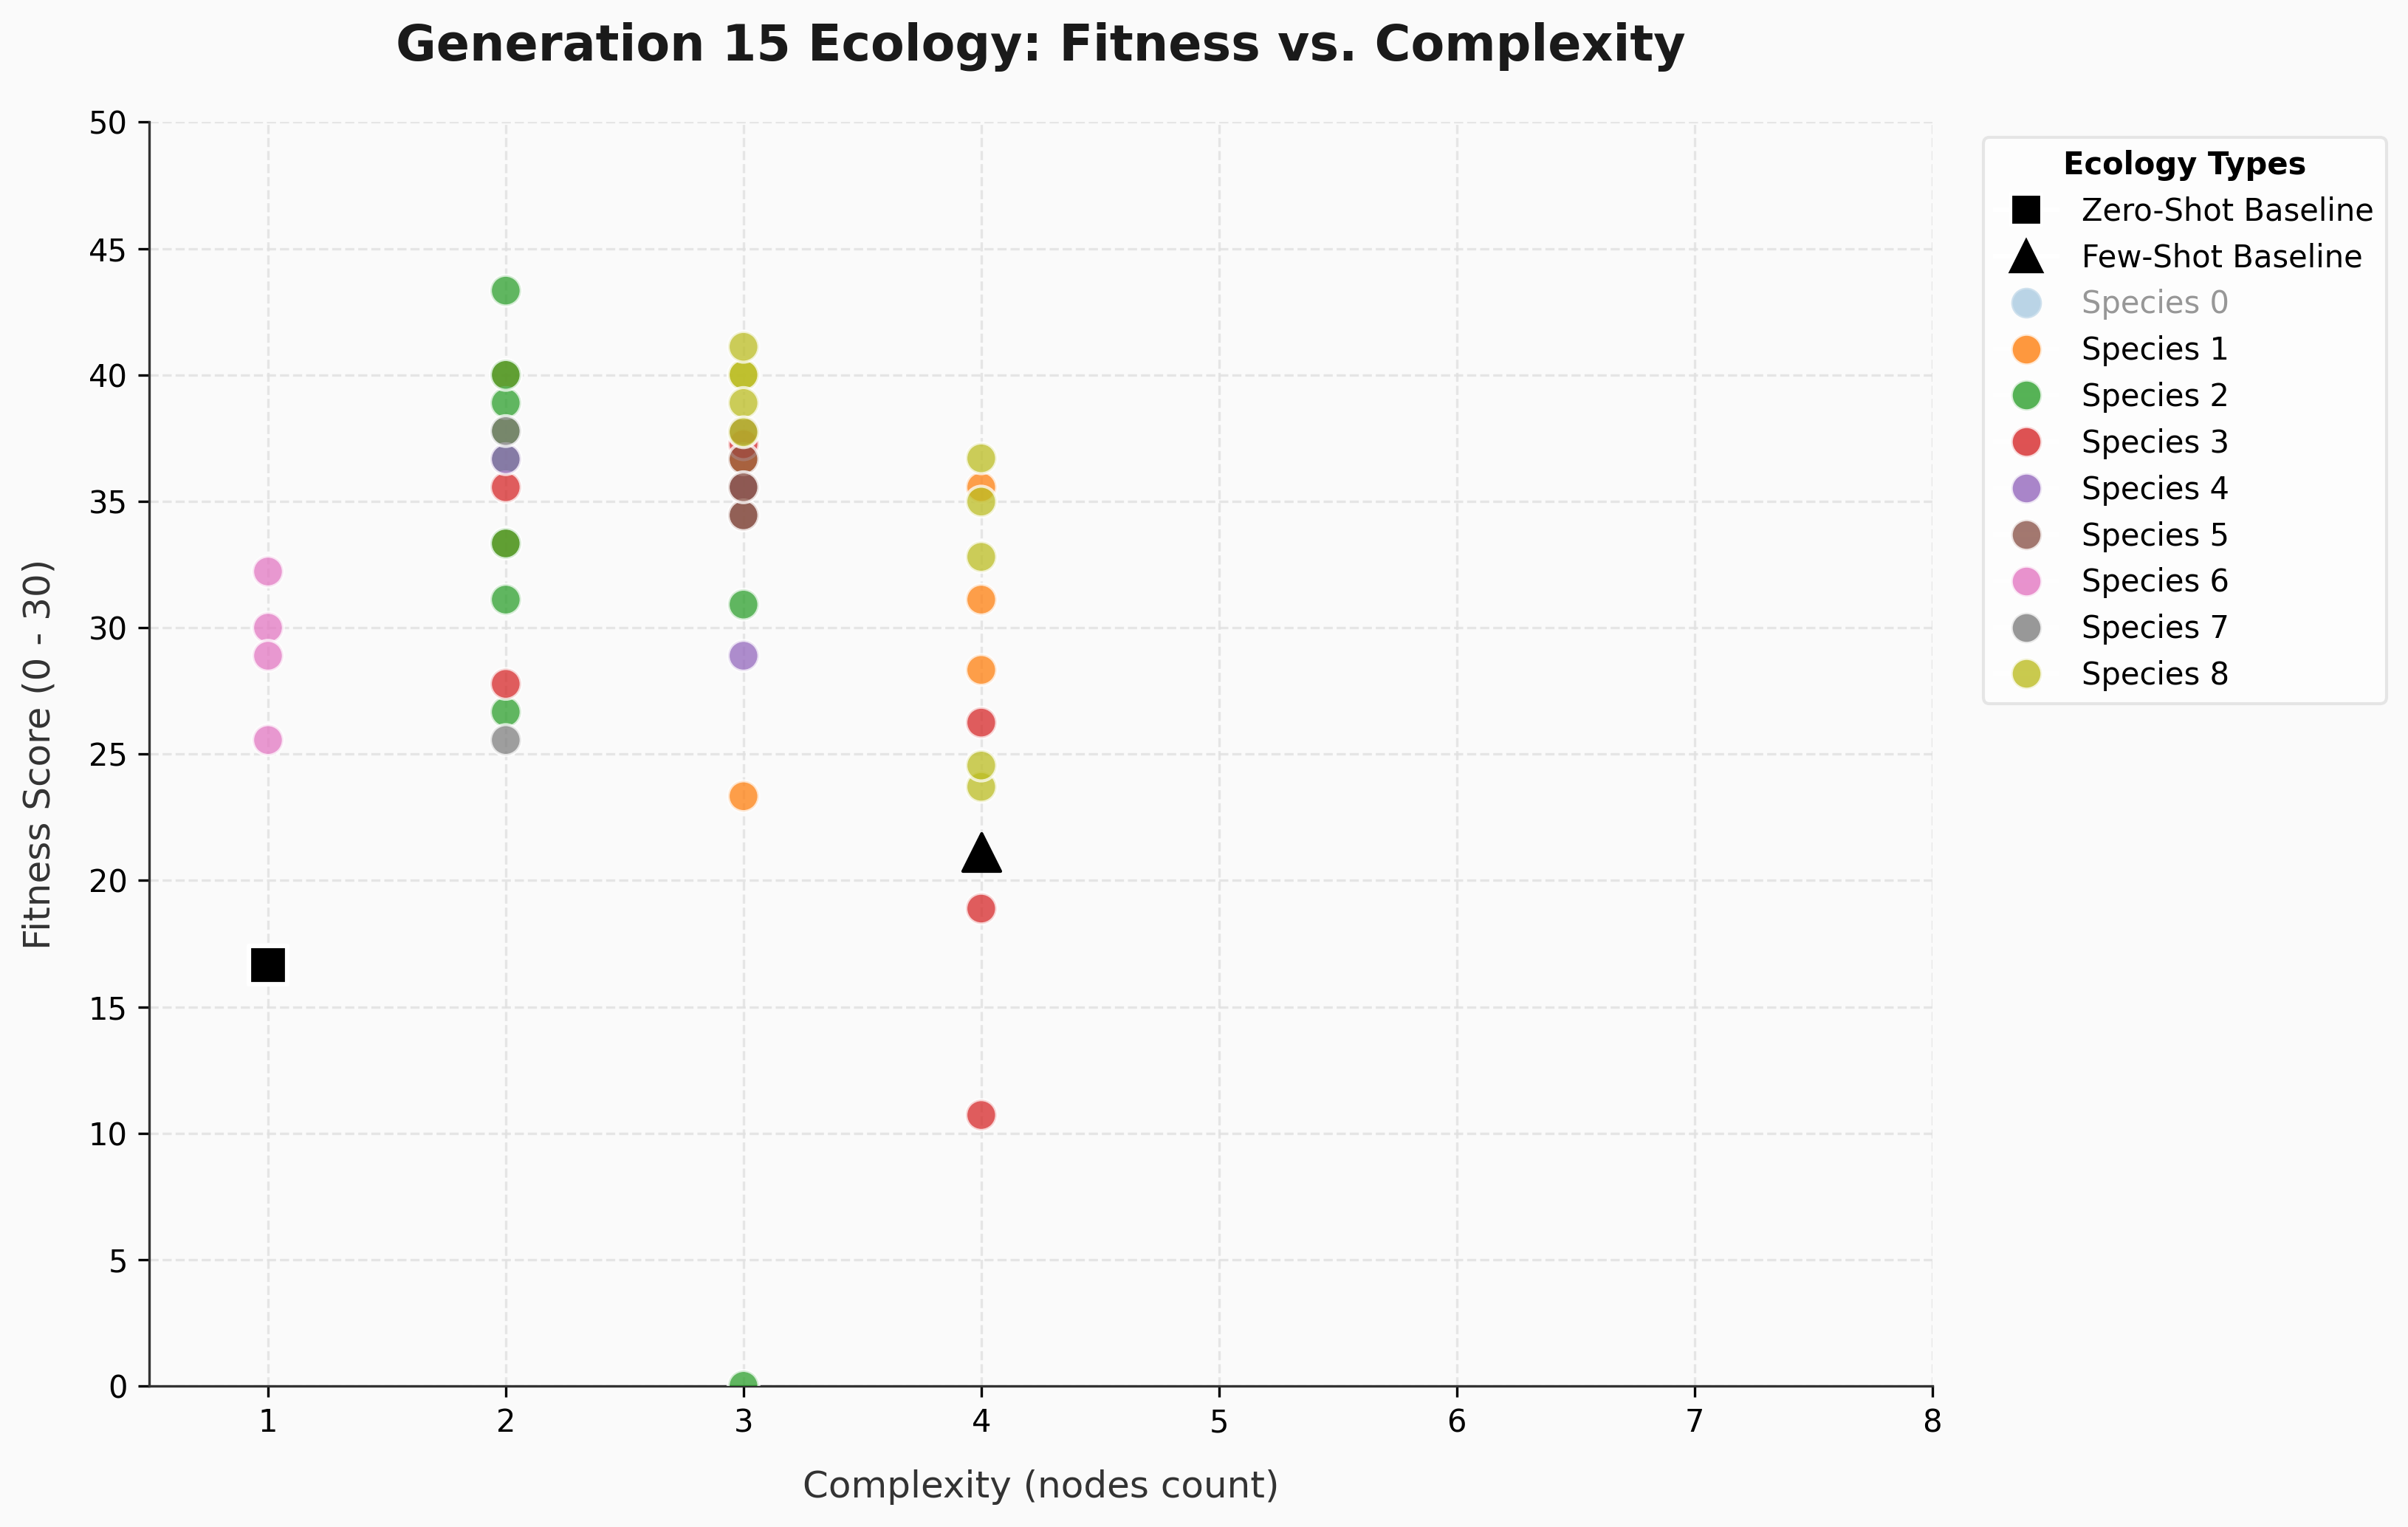 Generation 15 Ecology: Fitness vs. Complexity
50
45
40
35
30
25
20
15
10
5
0
Fitness Score (0 - 30)
1 2 3 4 5 6 7 8
Complexity (nodes count)
Ecology Types
Zero-Shot Baseline
Few-Shot Baseline
Species 0
Species 1
Species 2
Species 3
Species 4
Species 5
Species 6
Species 7
Species 8